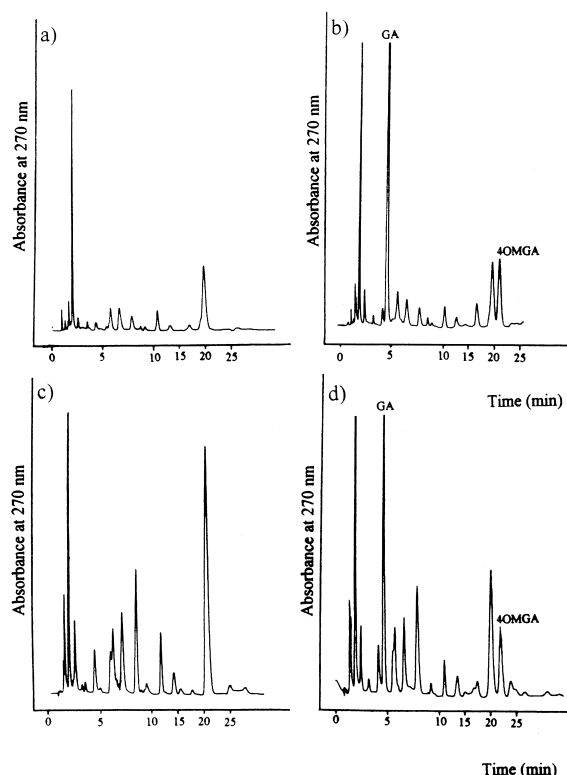 a)
Absorbance at 270 nm
0 5 10 15 20 25
b)
GA
4OMGA
Absorbance at 270 nm
0 5 10 15 20 25
Time (min)
c)
Absorbance at 270 nm
0 5 10 15 20 25
d)
GA
4OMGA
Absorbance at 270 nm
0 5 10 15 20 25
Time (min)